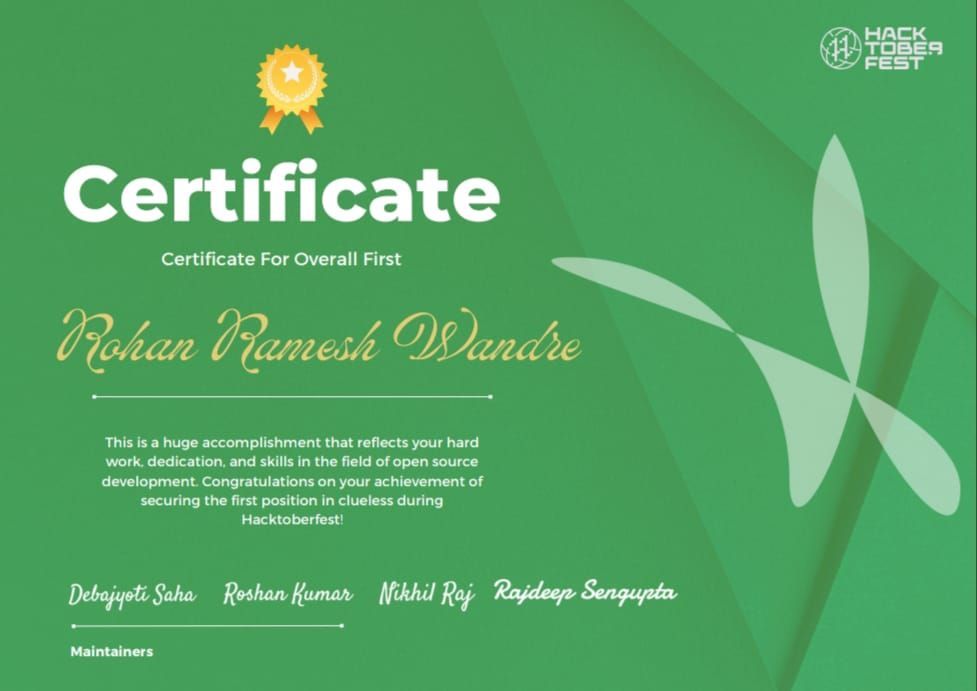 HACK
TOBER
FEST
Certificate
Certificate For Overall First
Rohan Ramesh Wandre
This is a huge accomplishment that reflects your hard
work, dedication, and skills in the field of open source
development. Congratulations on your achievement of
securing the first position in clueless during
Hacktoberfest!
Debajyoti Saha Roshan Kumar Nikhil Raj Rajdeep Sengupta
Maintainers